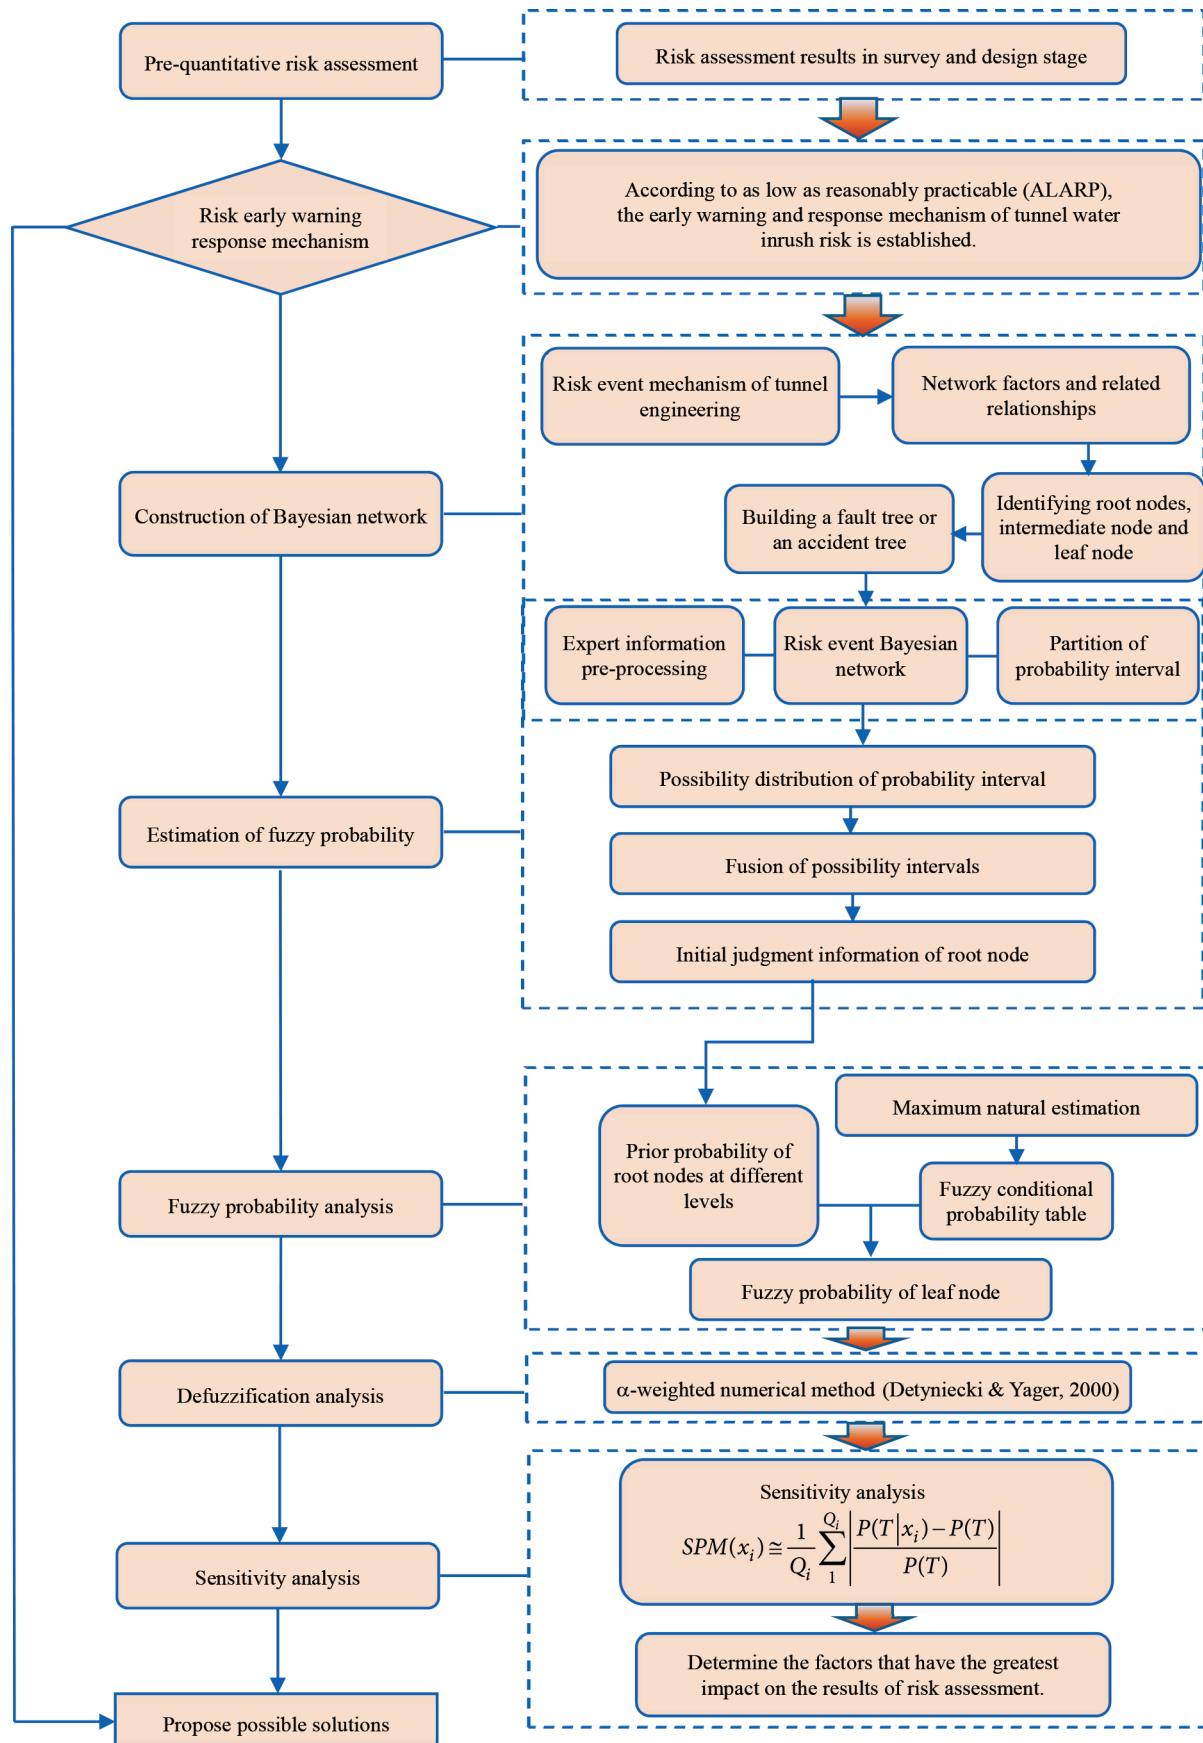 Pre-quantitative risk assessment
Risk assessment results in survey and design stage
Risk early warning
response mechanism
According to as low as reasonably practicable (ALARP),
the early warning and response mechanism of tunnel water
inrush risk is established.
Risk event mechanism of tunnel
engineering
Network factors and related
relationships
Construction of Bayesian network
Building a fault tree or
an accident tree
Identifying root nodes,
intermediate node and
leaf node
Expert information
pre-processing
Risk event Bayesian
network
Partition of
probability interval
Possibility distribution of probability interval
Estimation of fuzzy probability
Fusion of possibility intervals
Initial judgment information of root node
Maximum natural estimation
Prior probability of
root nodes at different
levels
Fuzzy probability analysis
Fuzzy conditional
probability table
Fuzzy probability of leaf node
Defuzzification analysis
α-weighted numerical method (Detyniecki & Yager, 2000)
Sensitivity analysis
SPM(x_i) ≅ 1/Q_i ∑_1^{Q_i} |P(T|x_i) – P(T) / P(T)|
Sensitivity analysis
Determine the factors that have the greatest
impact on the results of risk assessment.
Propose possible solutions